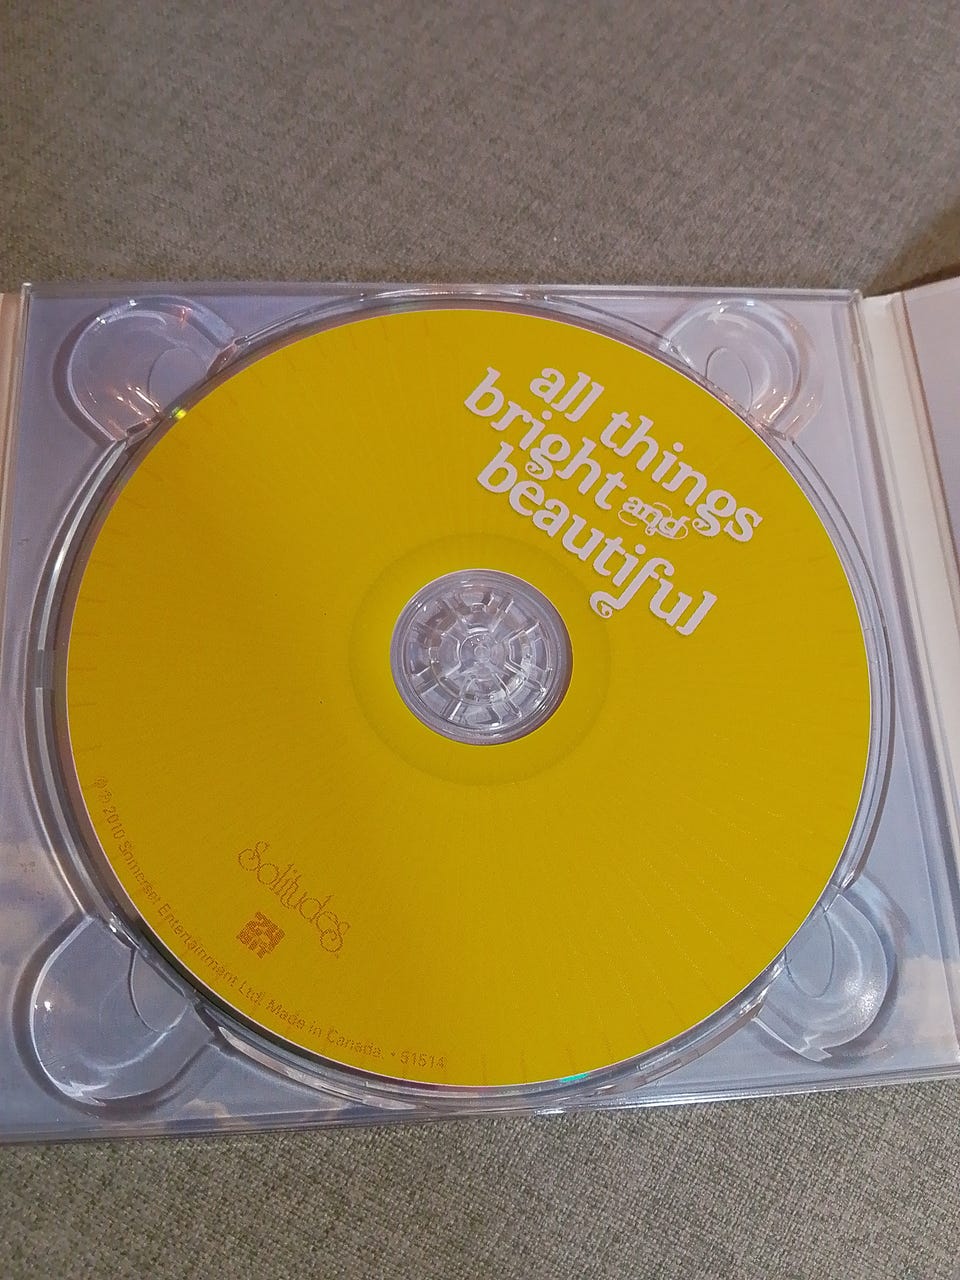 all things
bright and
beautiful
Solitudes
© ℗ 2010 Somerset Entertainment Ltd. Made in Canada. • 51514